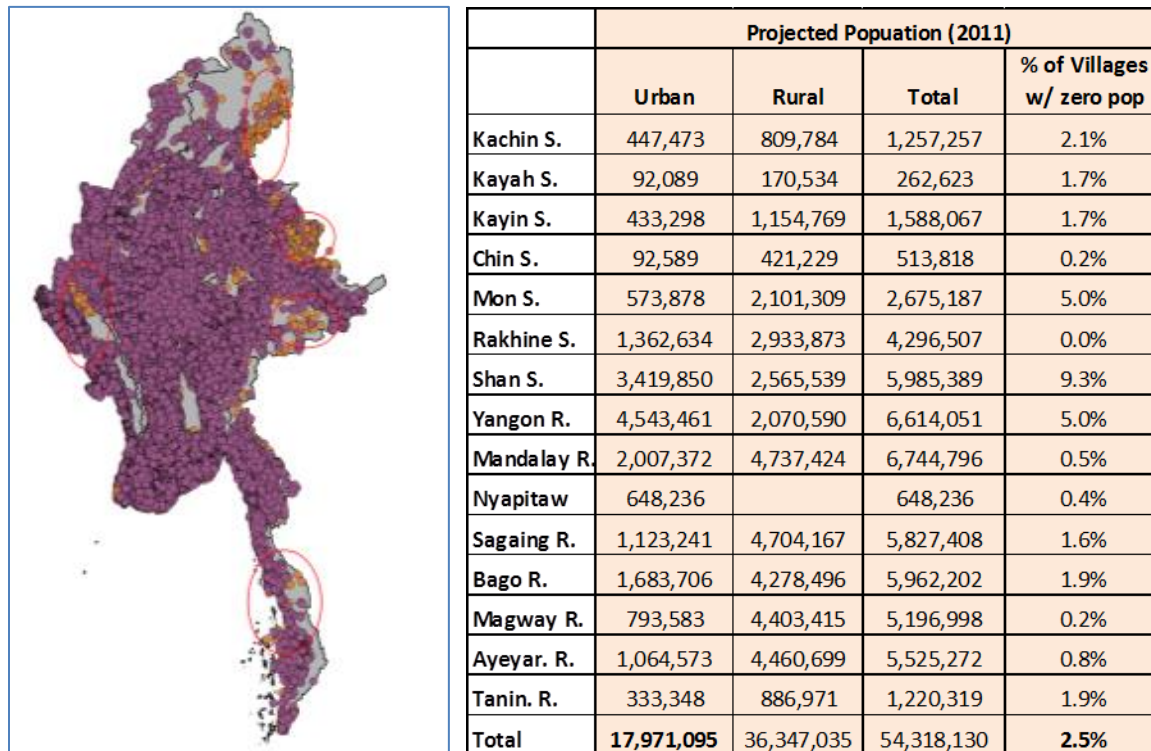 Projected Popuation (2011)
Urban Rural Total % of Villages w/ zero pop
Kachin S. 447,473 809,784 1,257,257 2.1%
Kayah S. 92,089 170,534 262,623 1.7%
Kayin S. 433,298 1,154,769 1,588,067 1.7%
Chin S. 92,589 421,229 513,818 0.2%
Mon S. 573,878 2,101,309 2,675,187 5.0%
Rakhine S. 1,362,634 2,933,873 4,296,507 0.0%
Shan S. 3,419,850 2,565,539 5,985,389 9.3%
Yangon R. 4,543,461 2,070,590 6,614,051 5.0%
Mandalay R. 2,007,372 4,737,424 6,744,796 0.5%
Nyapitaw 648,236 648,236 0.4%
Sagaing R. 1,123,241 4,704,167 5,827,408 1.6%
Bago R. 1,683,706 4,278,496 5,962,202 1.9%
Magway R. 793,583 4,403,415 5,196,998 0.2%
Ayeyar. R. 1,064,573 4,460,699 5,525,272 0.8%
Tanin. R. 333,348 886,971 1,220,319 1.9%
Total 17,971,095 36,347,035 54,318,130 2.5%